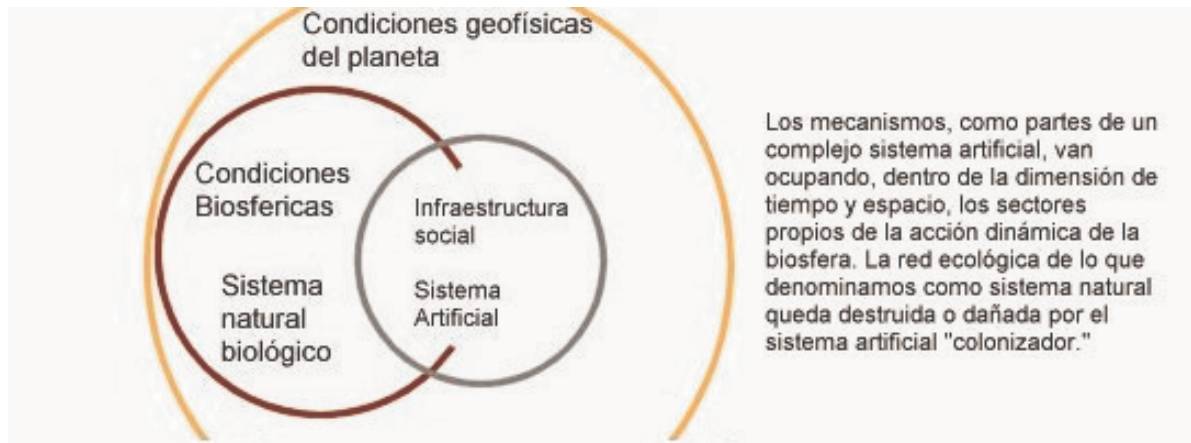 Condiciones geofísicas
del planeta
Condiciones
Biosfericas
Sistema
natural
biológico
Infraestructura
social
Sistema
Artificial
Los mecanismos, como partes de un
complejo sistema artificial, van
ocupando, dentro de la dimensión de
tiempo y espacio, los sectores
propios de la acción dinámica de la
biosfera. La red ecológica de lo que
denominamos como sistema natural
queda destruida o dañada por el
sistema artificial "colonizador."